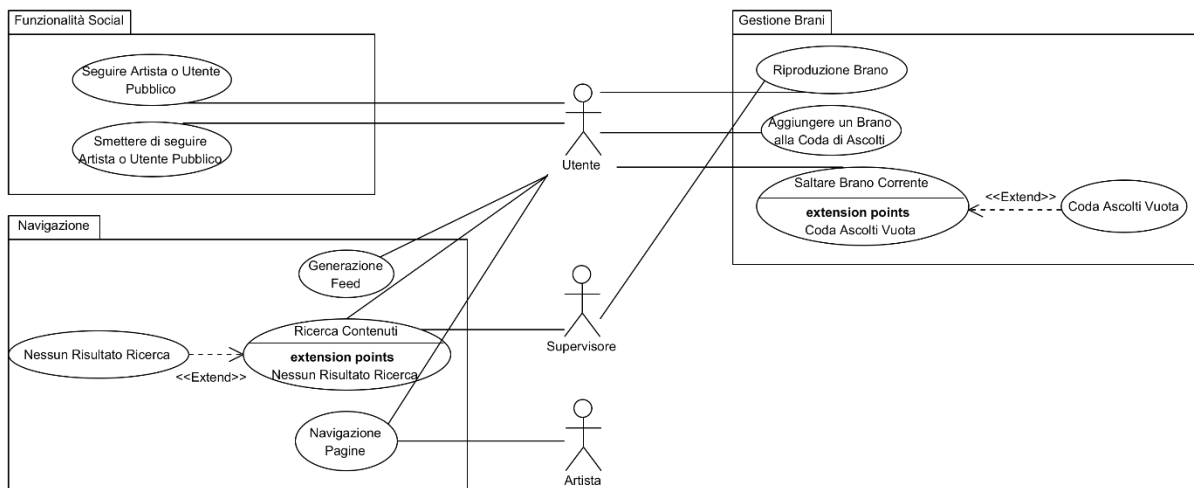 Funzionalità Social
Seguire Artista o Utente
Pubblico
Smettere di seguire
Artista o Utente Pubblico
Utente
Gestione Brani
Riproduzione Brano
Aggiungere un Brano
alla Coda di Ascolti
Saltare Brano Corrente
extension points
Coda Ascolti Vuota
<<Extend>>
Coda Ascolti Vuota
Navigazione
Generazione
Feed
Nessun Risultato Ricerca
<<Extend>>
Ricerca Contenuti
extension points
Nessun Risultato Ricerca
Navigazione
Pagine
Supervisore
Artista